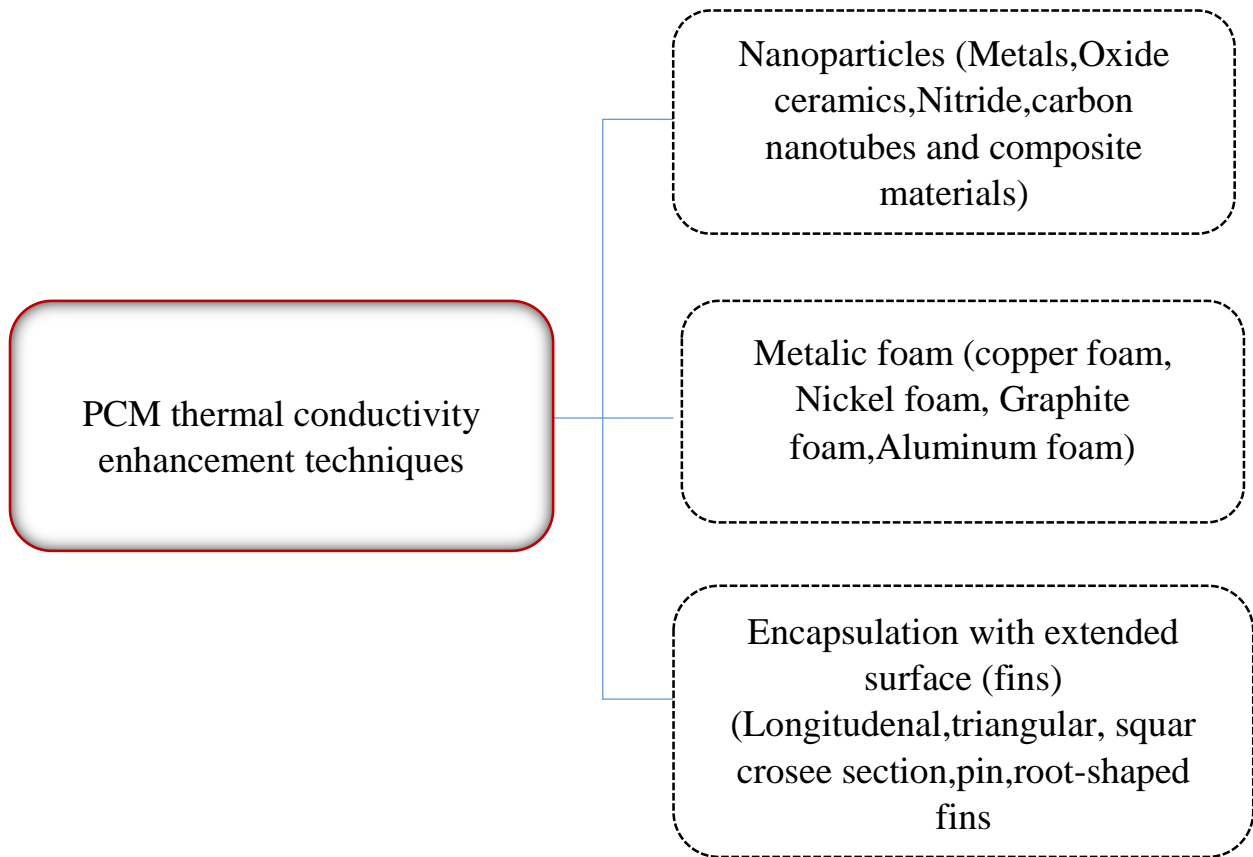 PCM thermal conductivity
enhancement techniques
Nanoparticles (Metals,Oxide
ceramics,Nitride,carbon
nanotubes and composite
materials)
Metalic foam (copper foam,
Nickel foam, Graphite
foam,Aluminum foam)
Encapsulation with extended
surface (fins)
(Longitudenal,triangular, squar
crosee section,pin,root-shaped
fins